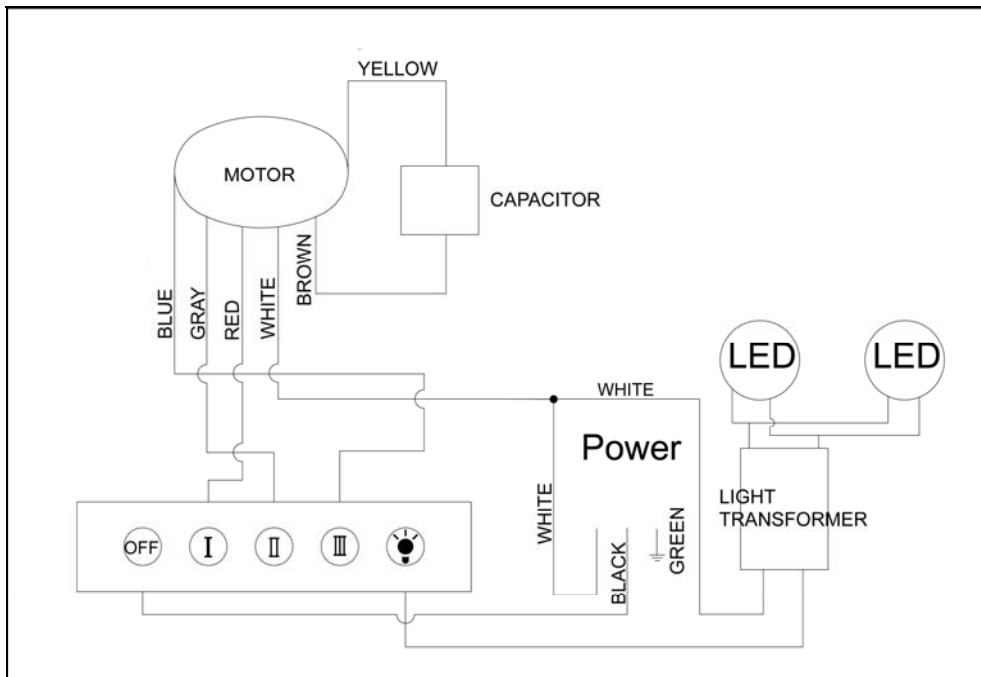 YELLOW
MOTOR
CAPACITOR
BLUE
GRAY
RED
WHITE
BROWN
LED
LED
WHITE
Power
WHITE
BLACK
GREEN
LIGHT
TRANSFORMER
OFF
I
II
III